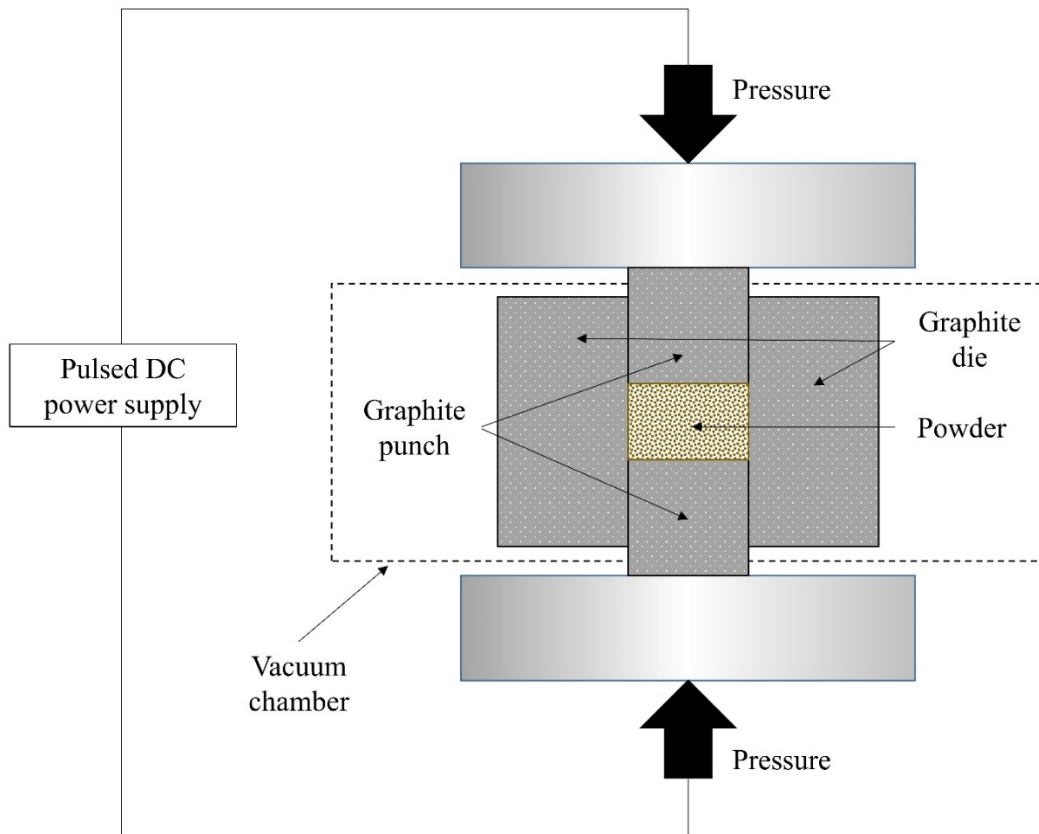 Pressure
Graphite
die
Pulsed DC
power supply
Graphite
punch
Powder
Vacuum
chamber
Pressure